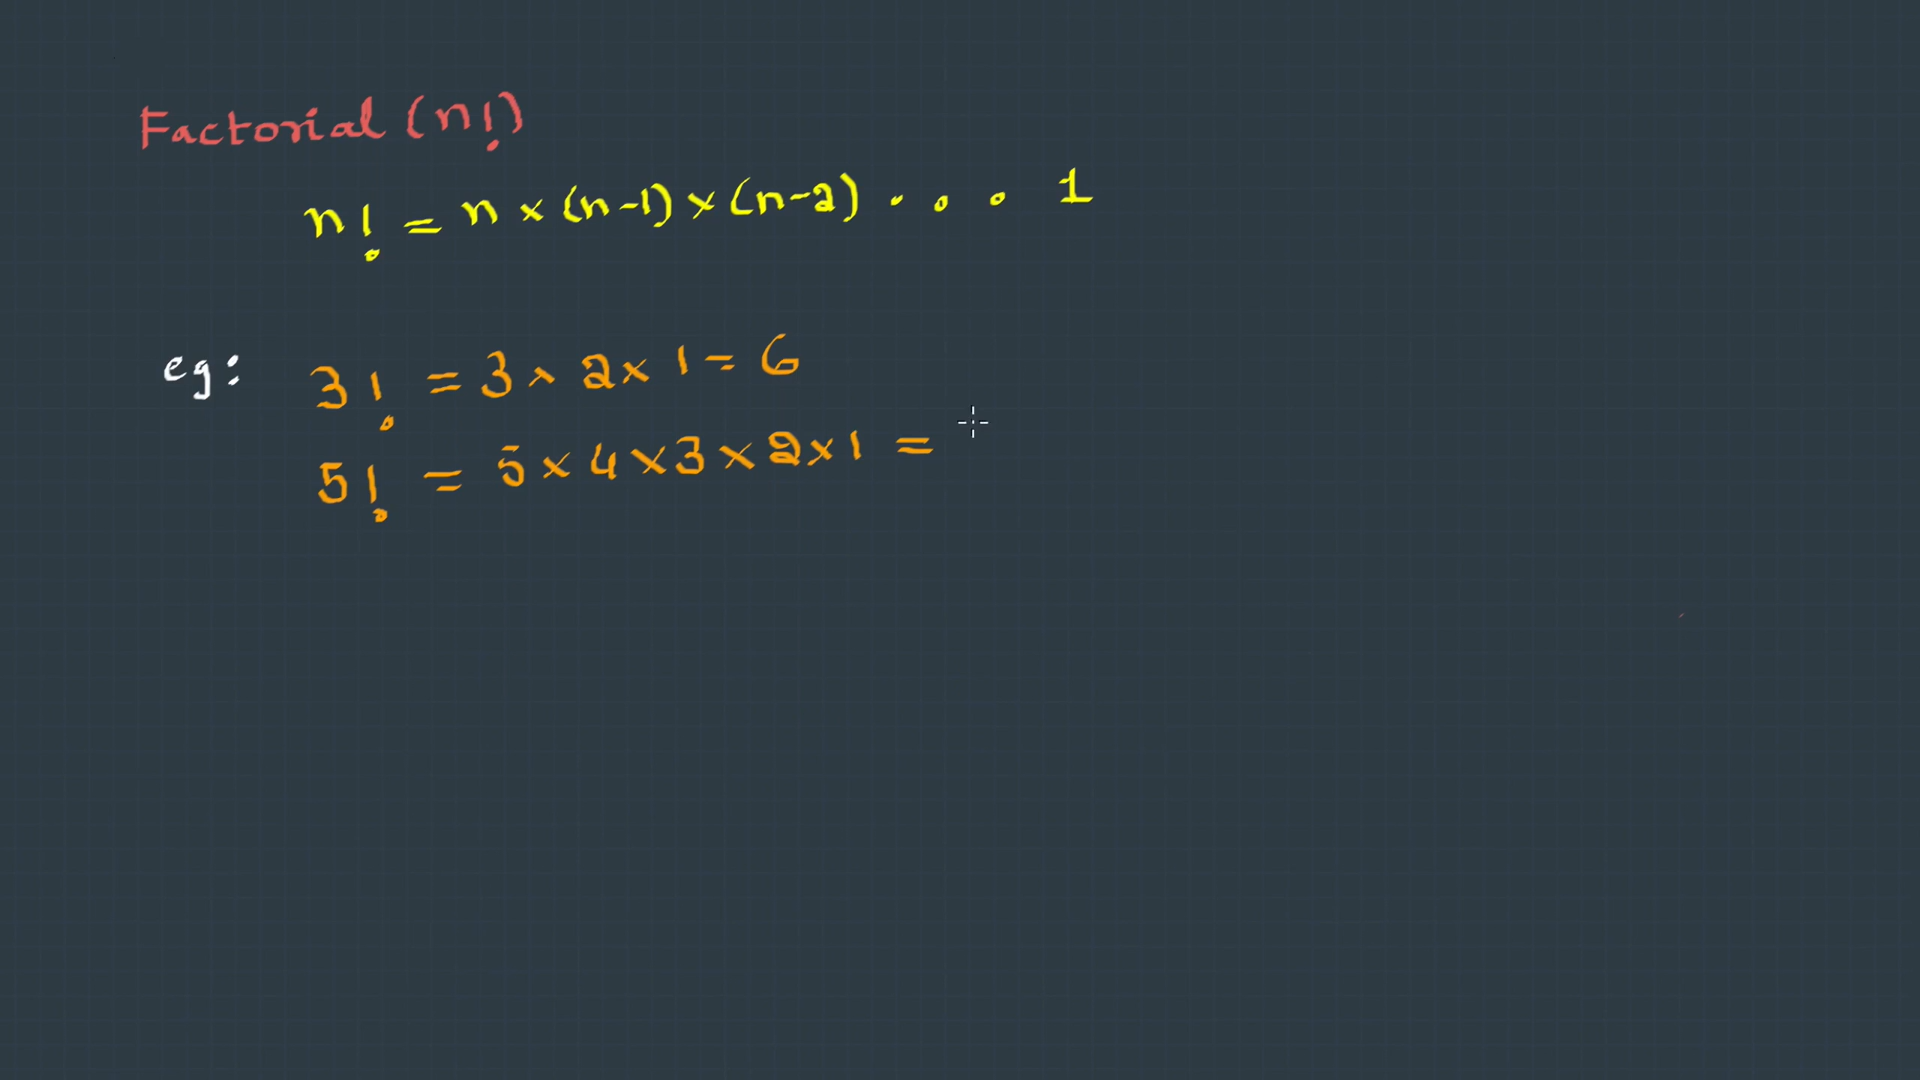 Factorial (n!)
n! = n × (n-1) × (n-2) . . . 1
eg: 3! = 3 × 2 × 1 = 6
5! = 5 × 4 × 3 × 2 × 1 =